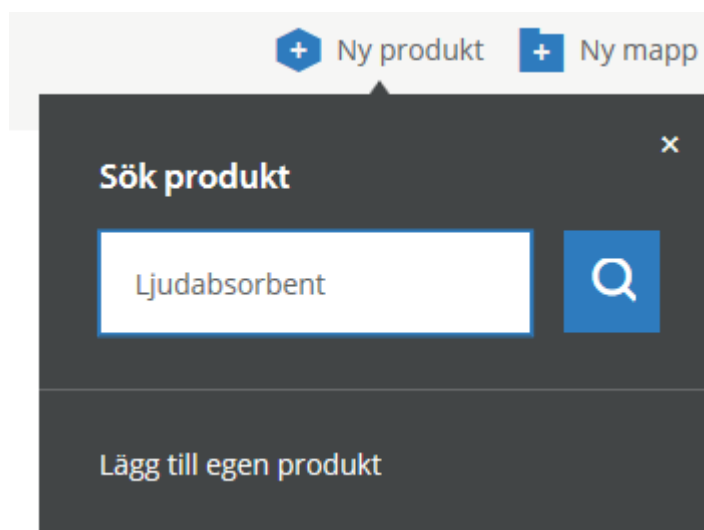 Ny produkt Ny mapp
Sök produkt
Ljudabsorbent
Lägg till egen produkt